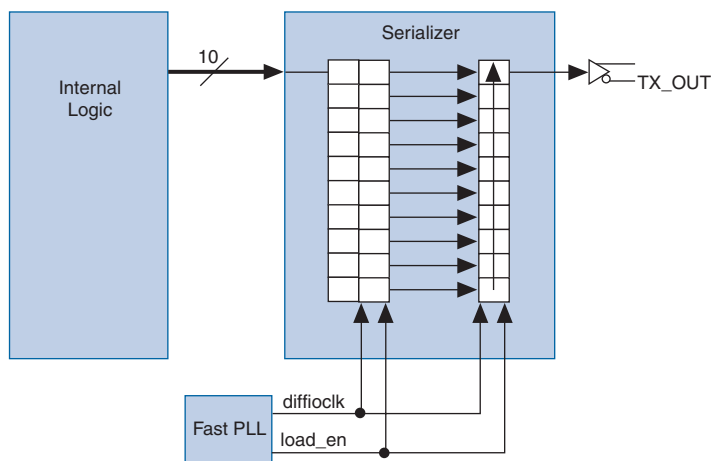 Serializer
10
Internal
Logic
TX_OUT
diffioclk
Fast PLL
load_en